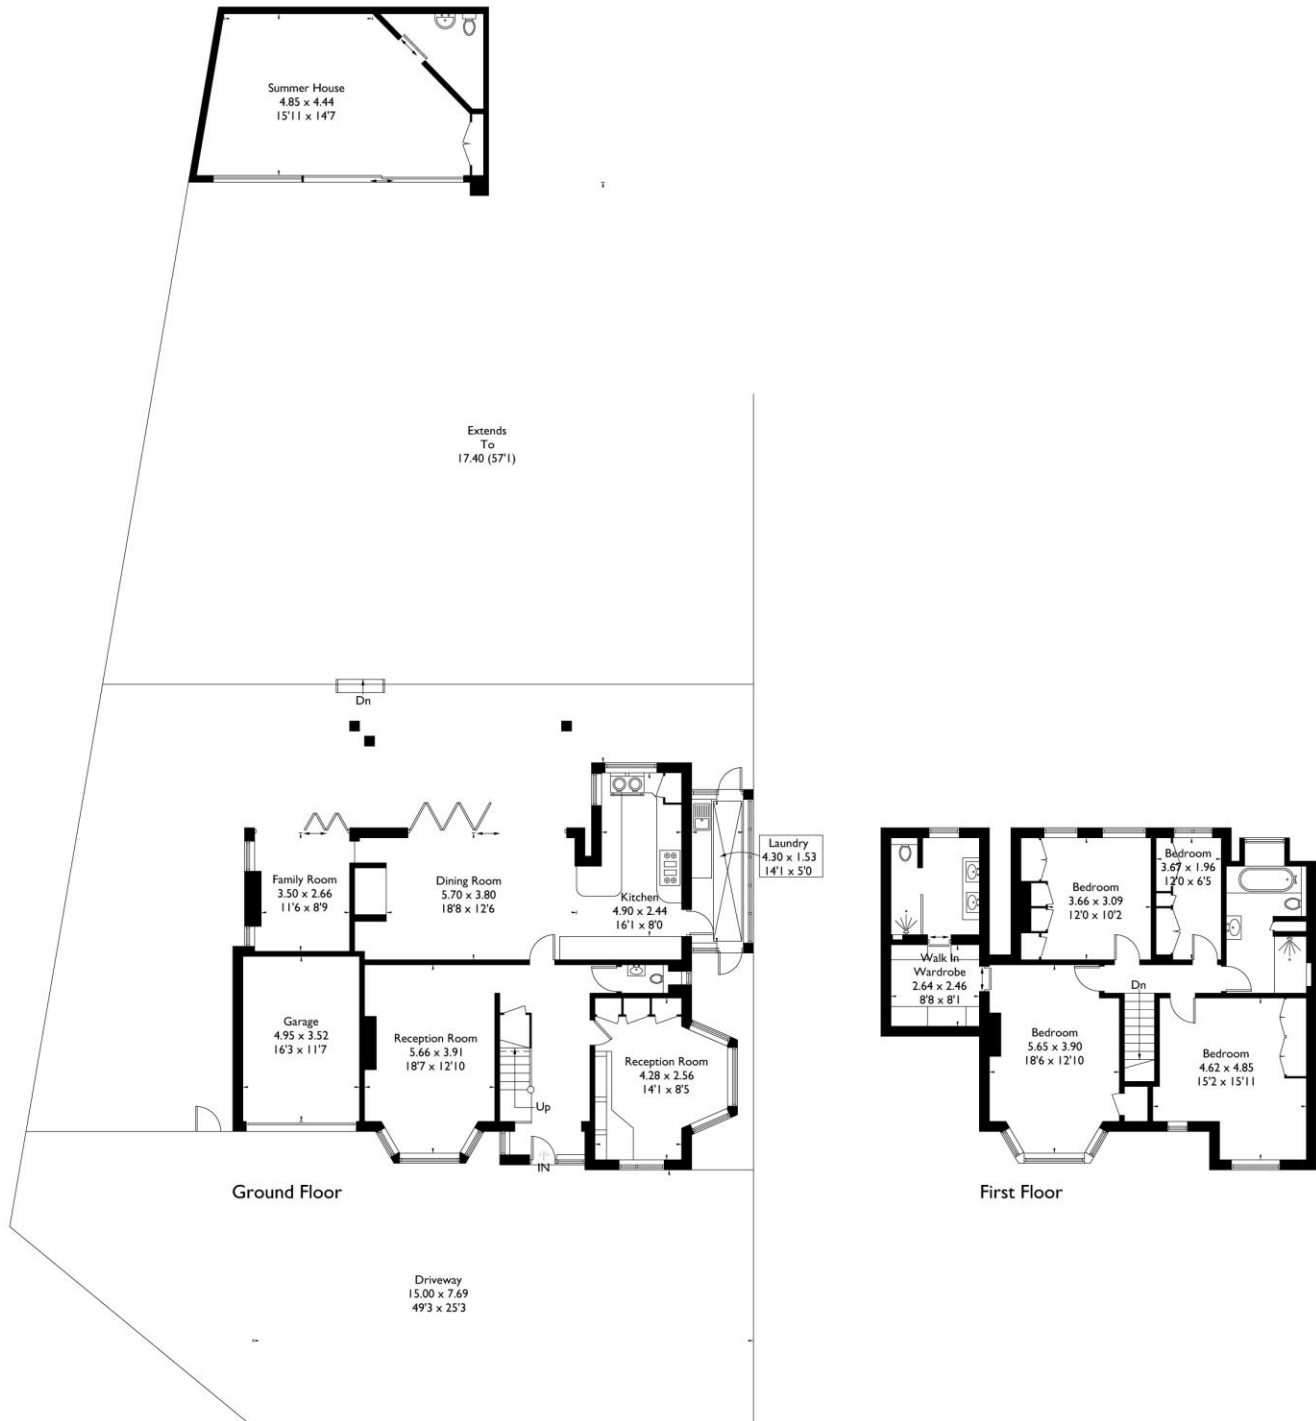 Summer House
4.85 x 4.44
15'11 x 14'7
Extends
To
17.40 (57'1)
Dn
Laundry
4.30 x 1.53
14'1 x 5'0
Family Room
3.50 x 2.66
11'6 x 8'9
Dining Room
5.70 x 3.80
18'8 x 12'6
Kitchen
4.90 x 2.44
16'1 x 8'0
Garage
4.95 x 3.52
16'3 x 11'7
Reception Room
5.66 x 3.91
18'7 x 12'10
Reception Room
4.28 x 2.56
14'1 x 8'5
Up
IN
Ground Floor
Driveway
15.00 x 7.69
49'3 x 25'3
Bedroom
3.66 x 3.09
12'0 x 10'2
Bedroom
3.67 x 1.96
12'0 x 6'5
Walk In
Wardrobe
2.64 x 2.46
8'8 x 8'1
Dn
Bedroom
5.65 x 3.90
18'6 x 12'10
Bedroom
4.62 x 4.85
15'2 x 15'11
First Floor